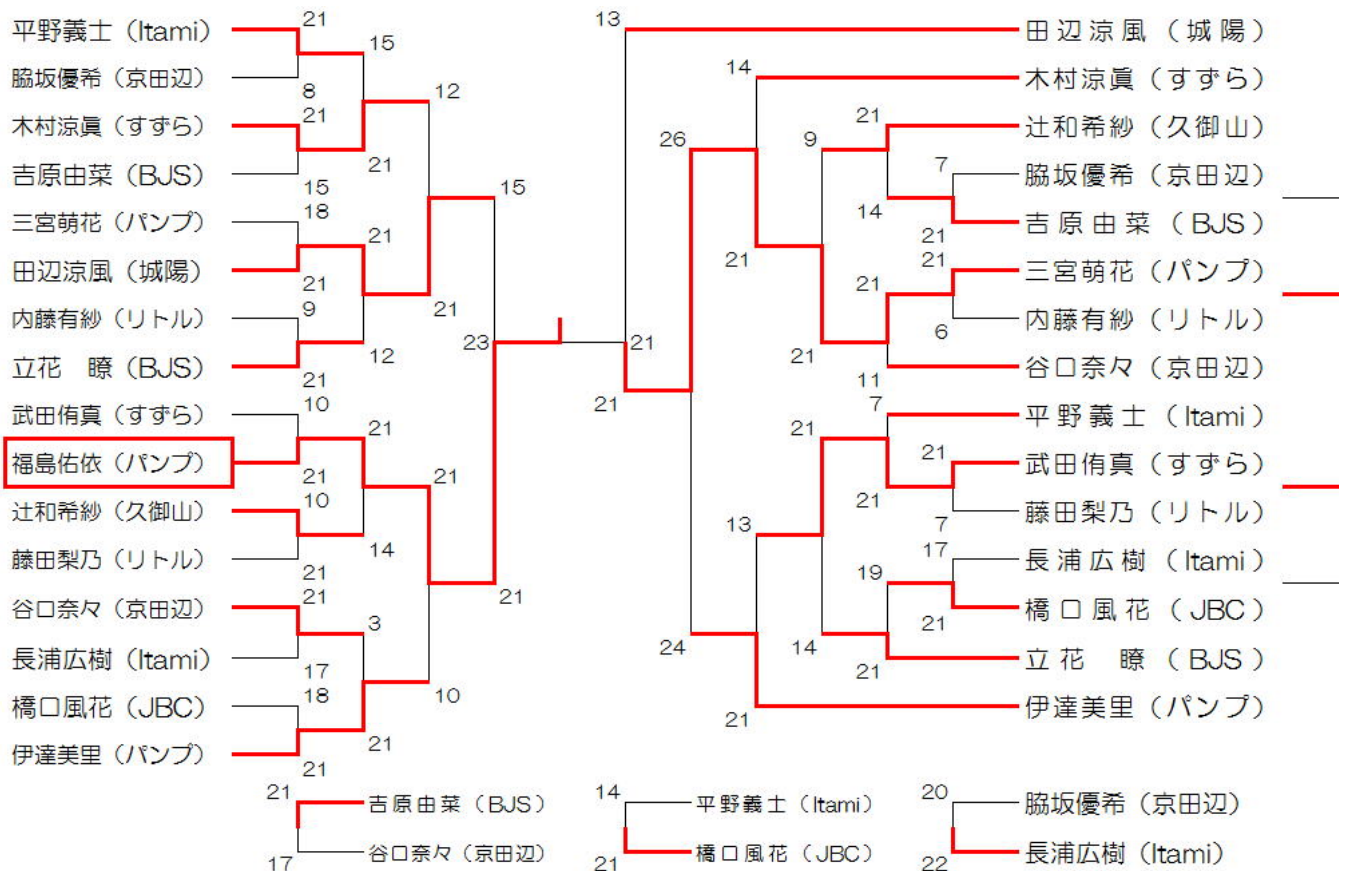 平野義士（Itami）
21
脇坂優希（京田辺）
8
15
木村涼眞（すずら）
21
吉原由菜（BJS）
15
21
12
三宮萌花（パンプ）
18
田辺涼風（城陽）
21
21
内藤有紗（リトル）
9
立花　瞭（BJS）
21
12
21
15
武田侑真（すずら）
10
福島佑依（パンプ）
21
21
辻和希紗（久御山）
10
藤田梨乃（リトル）
21
14
21
谷口奈々（京田辺）
21
長浦広樹（Itami）
17
3
橋口風花（JBC）
18
伊達美里（パンプ）
21
21
10
21
23
21
13
田辺涼風（城陽）
14
木村涼眞（すずら）
26
21
9
21
辻和希紗（久御山）
7
脇坂優希（京田辺）
14
21
吉原由菜（BJS）
21
三宮萌花（パンプ）
21
6
内藤有紗（リトル）
21
11
谷口奈々（京田辺）
21
7
平野義士（Itami）
21
21
武田侑真（すずら）
21
7
藤田梨乃（リトル）
13
17
長浦広樹（Itami）
19
21
橋口風花（JBC）
14
21
立花　瞭（BJS）
24
21
伊達美里（パンプ）
21
吉原由菜（BJS）
17
谷口奈々（京田辺）
14
平野義士（Itami）
21
橋口風花（JBC）
20
脇坂優希（京田辺）
22
長浦広樹（Itami）